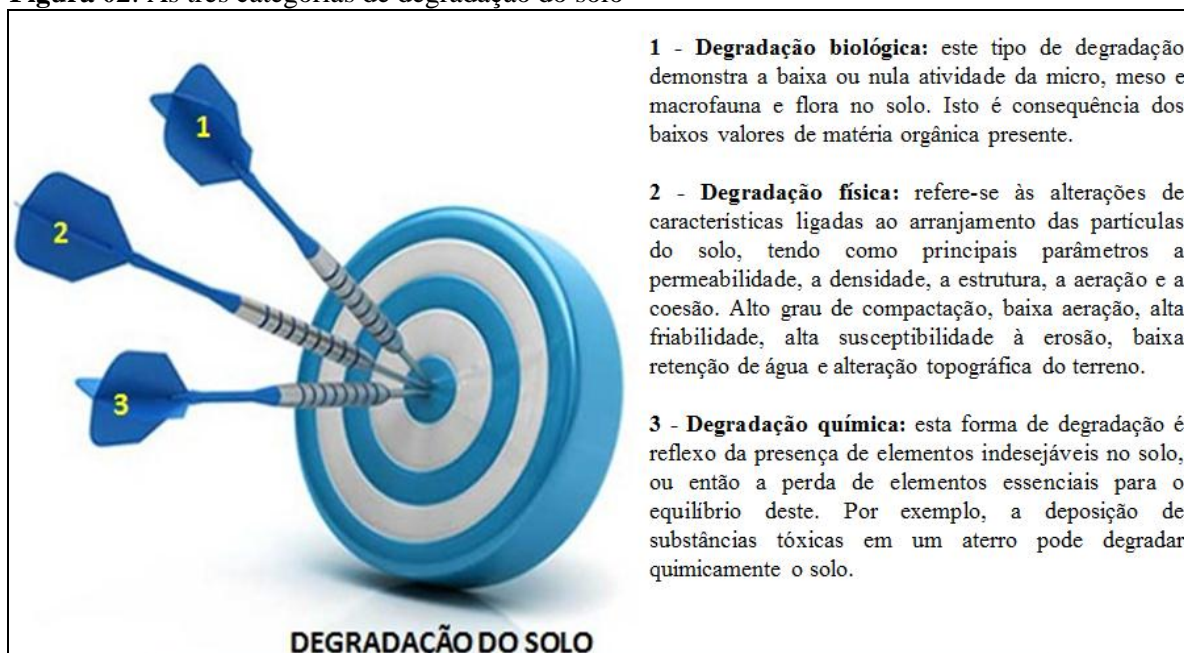 Figura 02: As três categorias de degradação do solo
1 - Degradação biológica: este tipo de degradação
demonstra a baixa ou nula atividade da micro, meso e
macrofauna e flora no solo. Isto é consequência dos
baixos valores de matéria orgânica presente.
2 - Degradação física: refere-se às alterações de
características ligadas ao arranjamento das partículas
do solo, tendo como principais parâmetros a
permeabilidade, a densidade, a estrutura, a aeração e a
coesão. Alto grau de compactação, baixa aeração, alta
friabilidade, alta susceptibilidade à erosão, baixa
retenção de água e alteração topográfica do terreno.
3 - Degradação química: esta forma de degradação é
reflexo da presença de elementos indesejáveis no solo,
ou então a perda de elementos essenciais para o
equilíbrio deste. Por exemplo, a deposição de
substâncias tóxicas em um aterro pode degradar
quimicamente o solo.
1
2
3
DEGRADAÇÃO DO SOLO